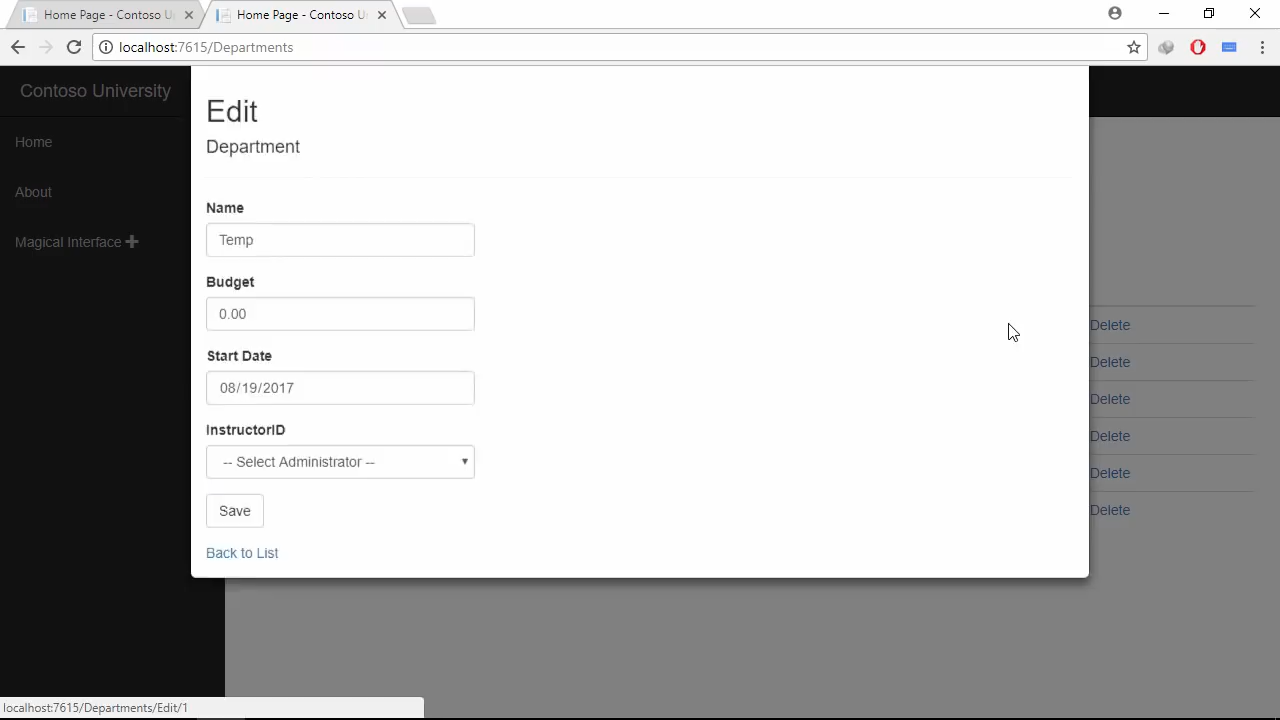 Home Page - Contoso U
Home Page - Contoso U
localhost:7615/Departments
Contoso University
Home
About
Magical Interface
Edit
Department
Name
Temp
Budget
0.00
Start Date
08/19/2017
InstructorID
-- Select Administrator --
Save
Back to List
Delete
Delete
Delete
Delete
Delete
Delete
localhost:7615/Departments/Edit/1